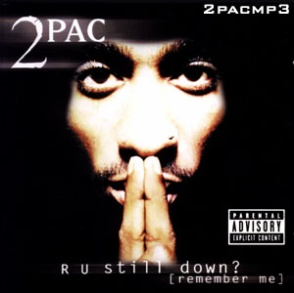 2PACMP3
2PAC
PARENTAL
ADVISORY
EXPLICIT CONTENT
R U still down?
[remember me]